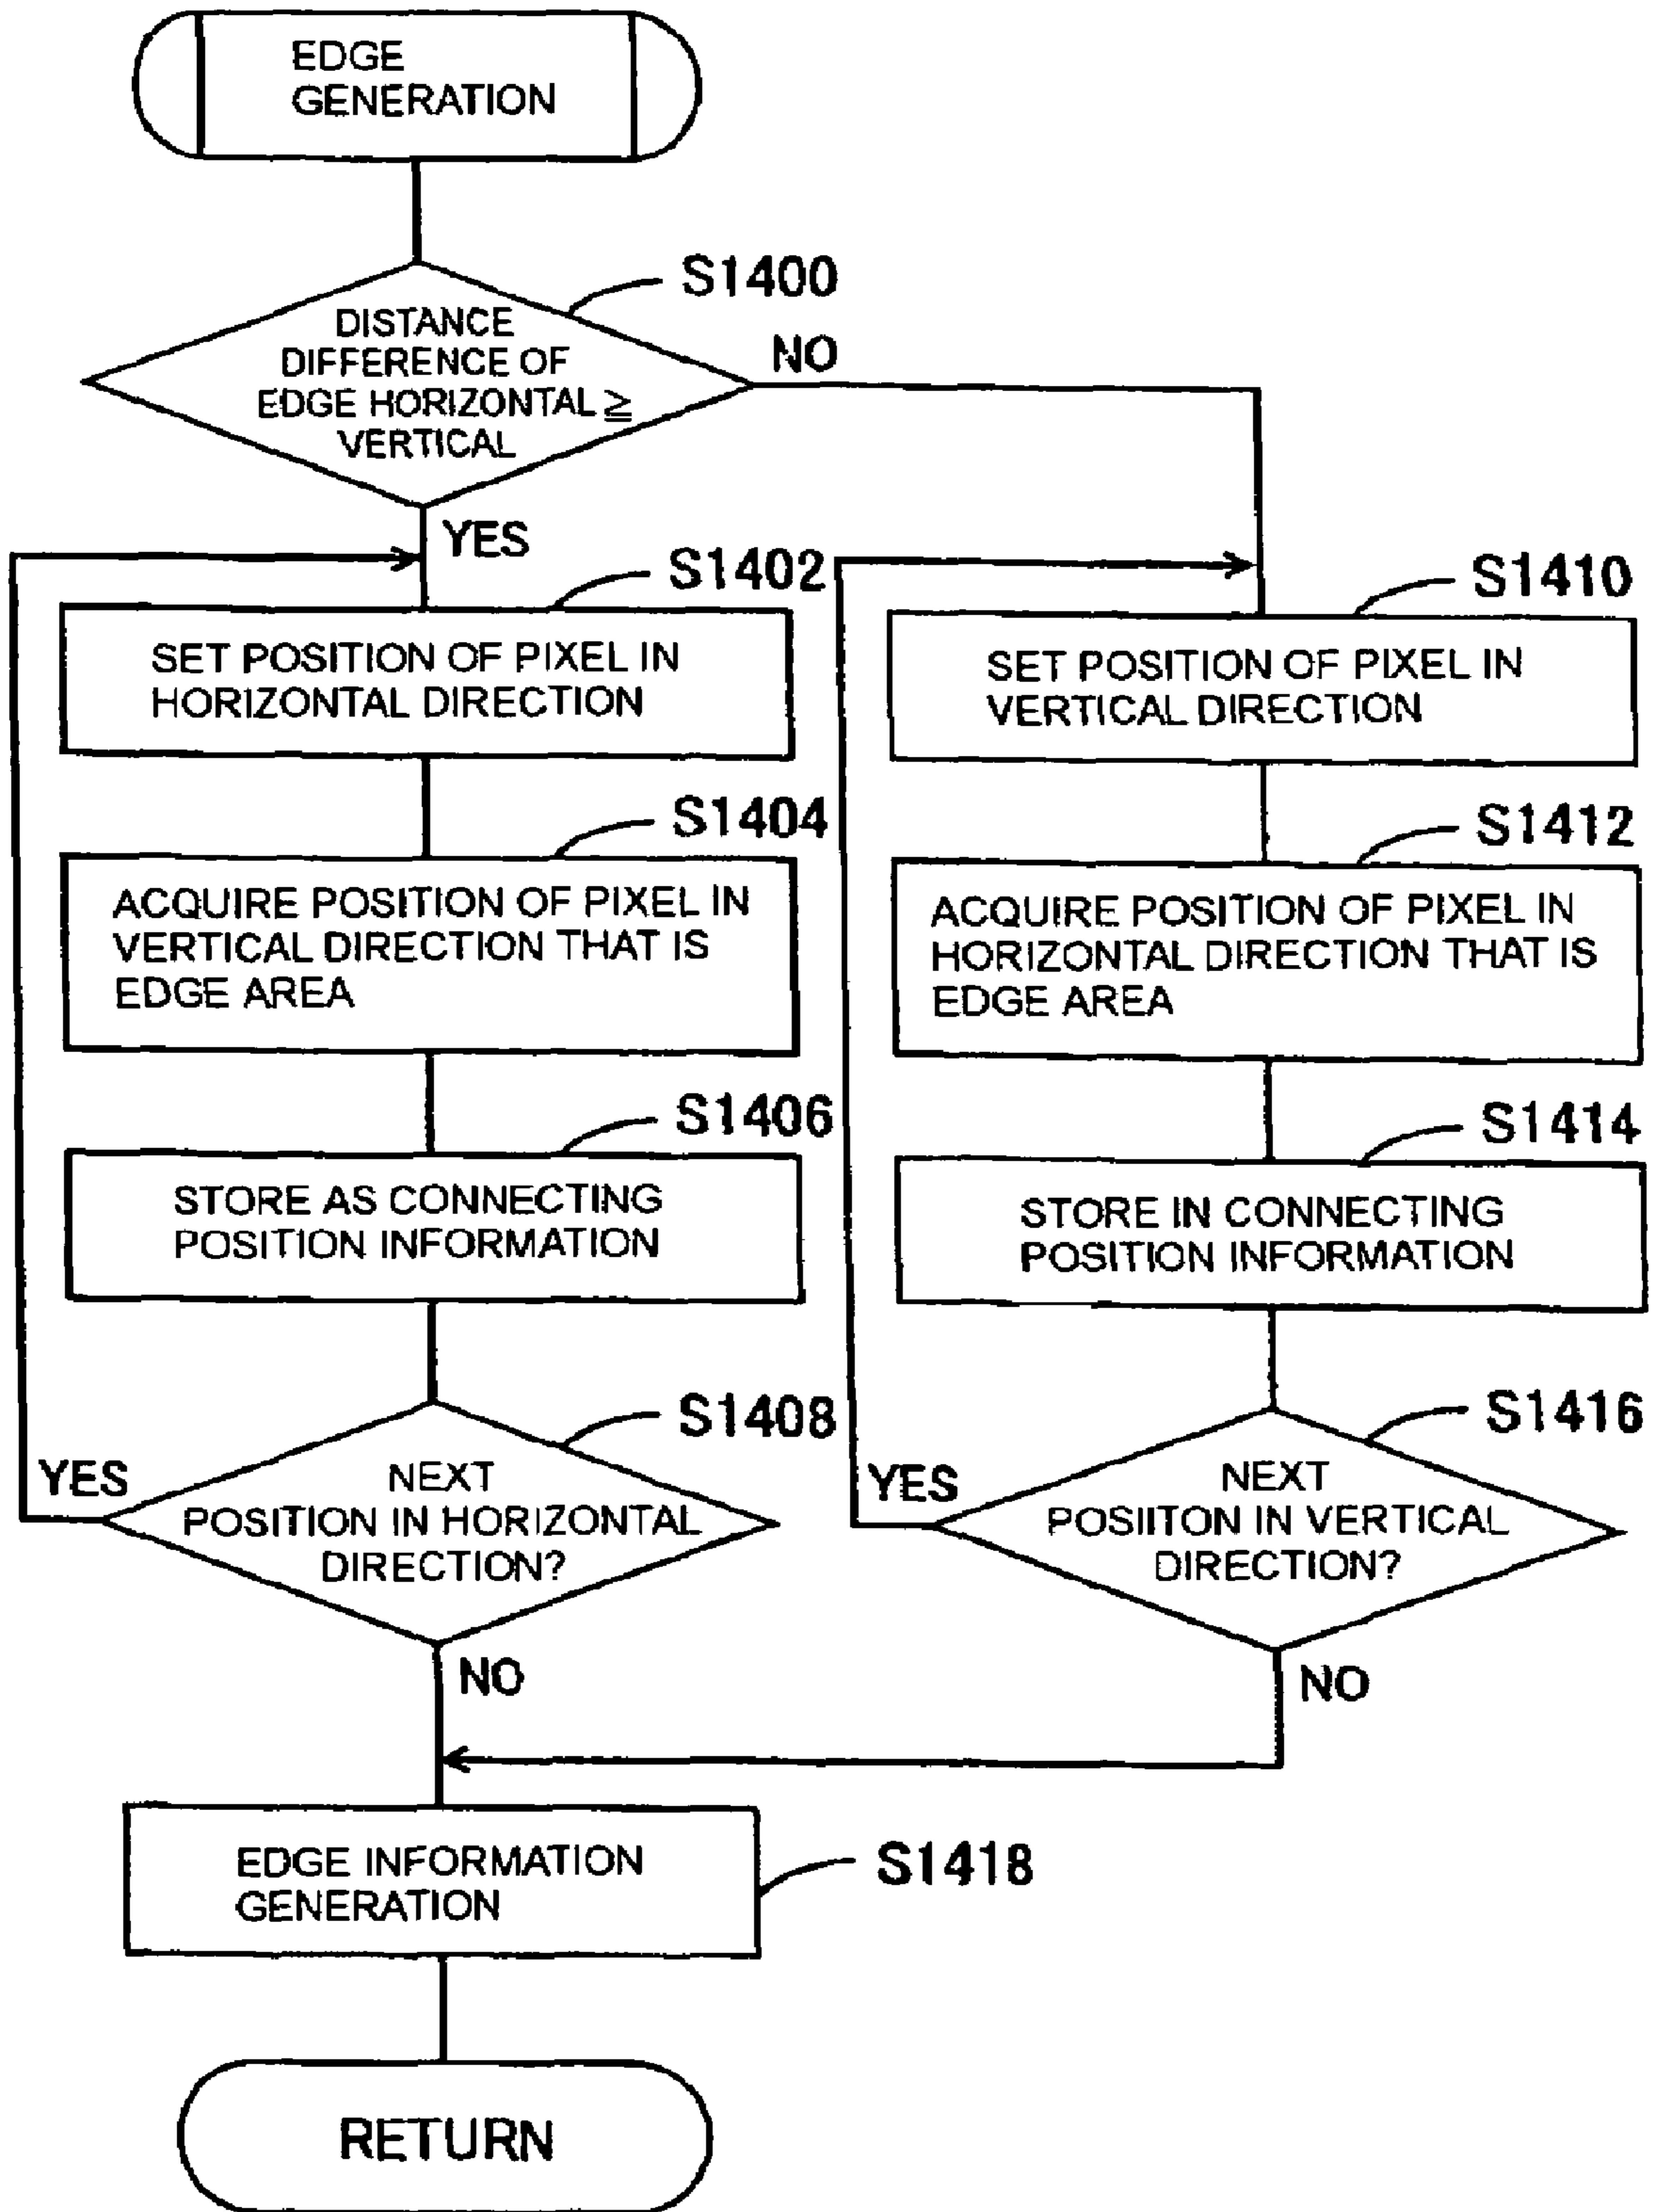 EDGE
GENERATION
S1400
DISTANCE
DIFFERENCE OF
EDGE HORIZONTAL ≧
VERTICAL
NO
YES
S1402
SET POSITION OF PIXEL IN
HORIZONTAL DIRECTION
S1404
ACQUIRE POSITION OF PIXEL IN
VERTICAL DIRECTION THAT IS
EDGE AREA
S1406
STORE AS CONNECTING
POSITION INFORMATION
S1408
YES
NEXT
POSITION IN HORIZONTAL
DIRECTION?
NO
S1410
SET POSITION OF PIXEL IN
VERTICAL DIRECTION
S1412
ACQUIRE POSITION OF PIXEL IN
HORIZONTAL DIRECTION THAT IS
EDGE AREA
S1414
STORE IN CONNECTING
POSITION INFORMATION
S1416
YES
NEXT
POSIITON IN VERTICAL
DIRECTION?
NO
EDGE INFORMATION
GENERATION
S1418
RETURN